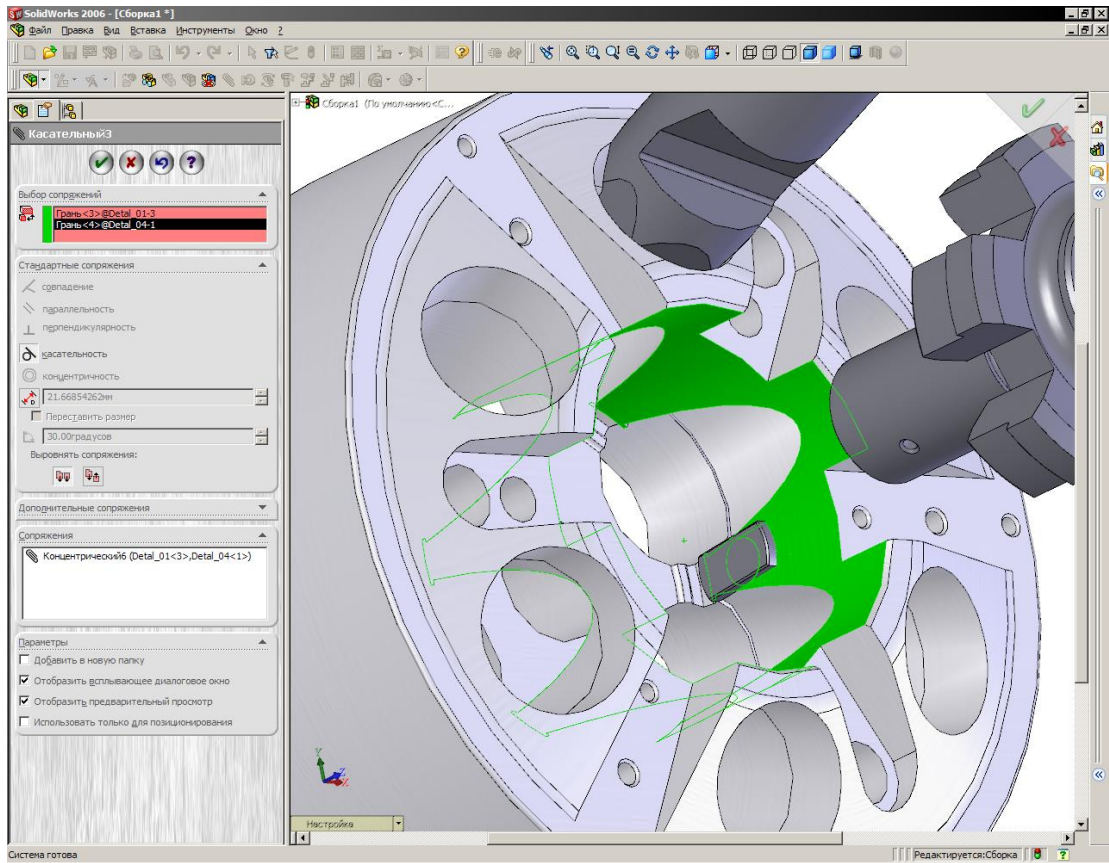 SolidWorks 2006 - [Сборка1 *]
Файл Правка Вид Вставка Инструменты Окно ?
Сборка1 (По умолчанию<С...
Касательный3
Выбор сопряжений
Грань<3>@Detal_01-3
Грань<4>@Detal_04-1
Стандартные сопряжения
совпадение
параллельность
перпендикулярность
касательность
концентричность
21.66854262мм
Переставить размер
30.00градусов
Выровнять сопряжения:
Дополнительные сопряжения
Сопряжения
Концентрический6 (Detal_01<3>,Detal_04<1>)
Параметры
Добавить в новую папку
Отобразить всплывающее диалоговое окно
Отобразить предварительный просмотр
Использовать только для позиционирования
Y
Z
X
Настройка
Система готова
Редактируется:Сборка